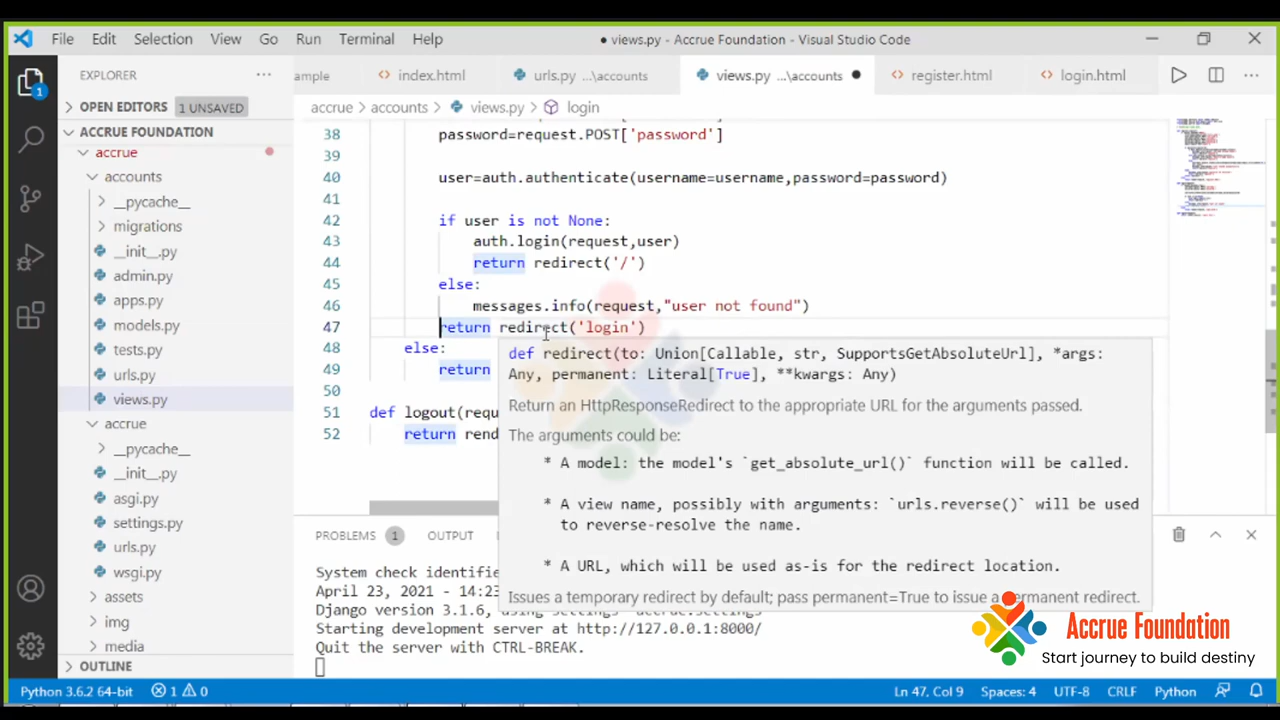 File Edit Selection View Go Run Terminal Help
● views.py - Accrue Foundation - Visual Studio Code
EXPLORER
OPEN EDITORS 1 UNSAVED
ACCRUE FOUNDATION
accrue
accounts
__pycache__
migrations
__init__.py
admin.py
apps.py
models.py
tests.py
urls.py
views.py
accrue
__pycache__
__init__.py
asgi.py
settings.py
urls.py
wsgi.py
assets
img
media
OUTLINE
ample index.html urls.py ...\accounts views.py ...\accounts ● register.html login.html
accrue > accounts > views.py > login
38 password=request.POST['password']
39
40 user=auth.authenticate(username=username,password=password)
41
42 if user is not None:
43 auth.login(request,user)
44 return redirect('/')
45 else:
46 messages.info(request,"user not found")
47 return redirect('login')
48 else:
49 return
50
51 def logout(requ
52 return rend
def redirect(to: Union[Callable, str, SupportsGetAbsoluteUrl], *args:
Any, permanent: Literal[True], **kwargs: Any)
Return an HttpResponseRedirect to the appropriate URL for the arguments passed.
The arguments could be:
* A model: the model's `get_absolute_url()` function will be called.
* A view name, possibly with arguments: `urls.reverse()` will be used
to reverse-resolve the name.
* A URL, which will be used as-is for the redirect location.
Issues a temporary redirect by default; pass permanent=True to issue a permanent redirect.
PROBLEMS 1 OUTPUT
System check identifie
April 23, 2021 - 14:23
Django version 3.1.6, using settings 'accrue.settings'
Starting development server at http://127.0.0.1:8000/
Quit the server with CTRL-BREAK.
Accrue Foundation
Start journey to build destiny
Python 3.6.2 64-bit 1 0 Ln 47, Col 9 Spaces: 4 UTF-8 CRLF Python